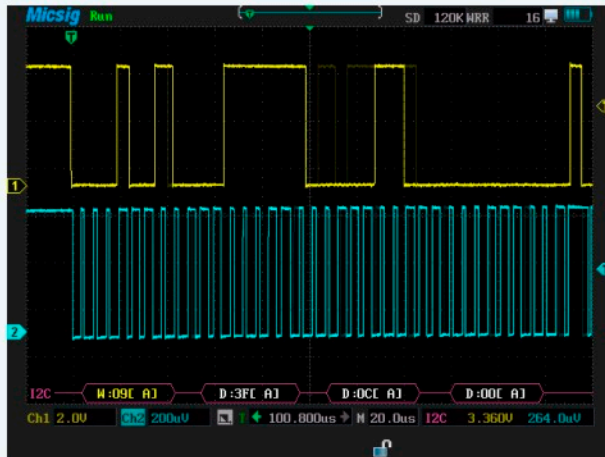 Micsig Run SD 120K WRR 16
T
1
2
I2C W:09[ A] D:3F[ A] D:0C[ A] D:00[ A]
Ch1 2.0V Ch2 200uV T 100.800us M 20.0us I2C 3.360V 264.0uV